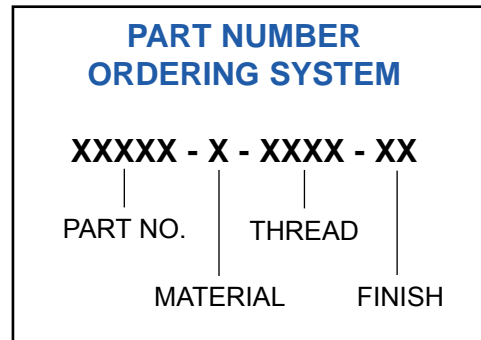 PART NUMBER
ORDERING SYSTEM
XXXXX - X - XXXX - XX
PART NO.
THREAD
MATERIAL
FINISH